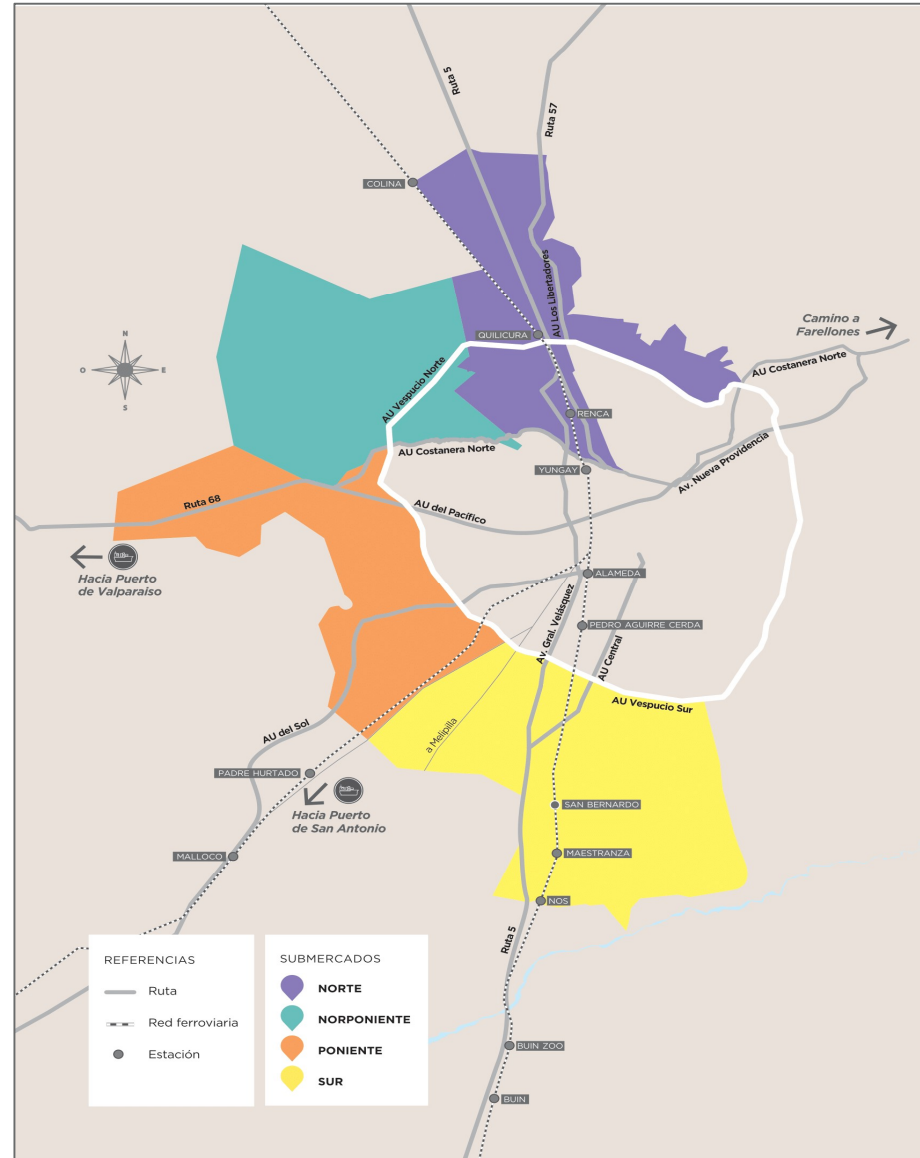 Ruta 5
Ruta 57
COLINA
AU Los Libertadores
Camino a
Farellones
QUILICURA
N
O
E
S
AU Vespucio Norte
AU Costanera Norte
RENCA
AU Costanera Norte
Av. Nueva Providencia
YUNGAY
Ruta 68
AU del Pacífico
Hacia Puerto
de Valparaiso
ALAMEDA
Av. Gral. Velásquez
PEDRO AGUIRRE CERDA
AU Central
AU Vespucio Sur
AU del Sol
a Melipilla
PADRE HURTADO
Hacia Puerto
de San Antonio
SAN BERNARDO
MALLOCO
MAESTRANZA
NOS
Ruta 5
REFERENCIAS
Ruta
Red ferroviaria
Estación
SUBMERCADOS
NORTE
NORPONIENTE
PONIENTE
SUR
BUIN ZOO
BUIN